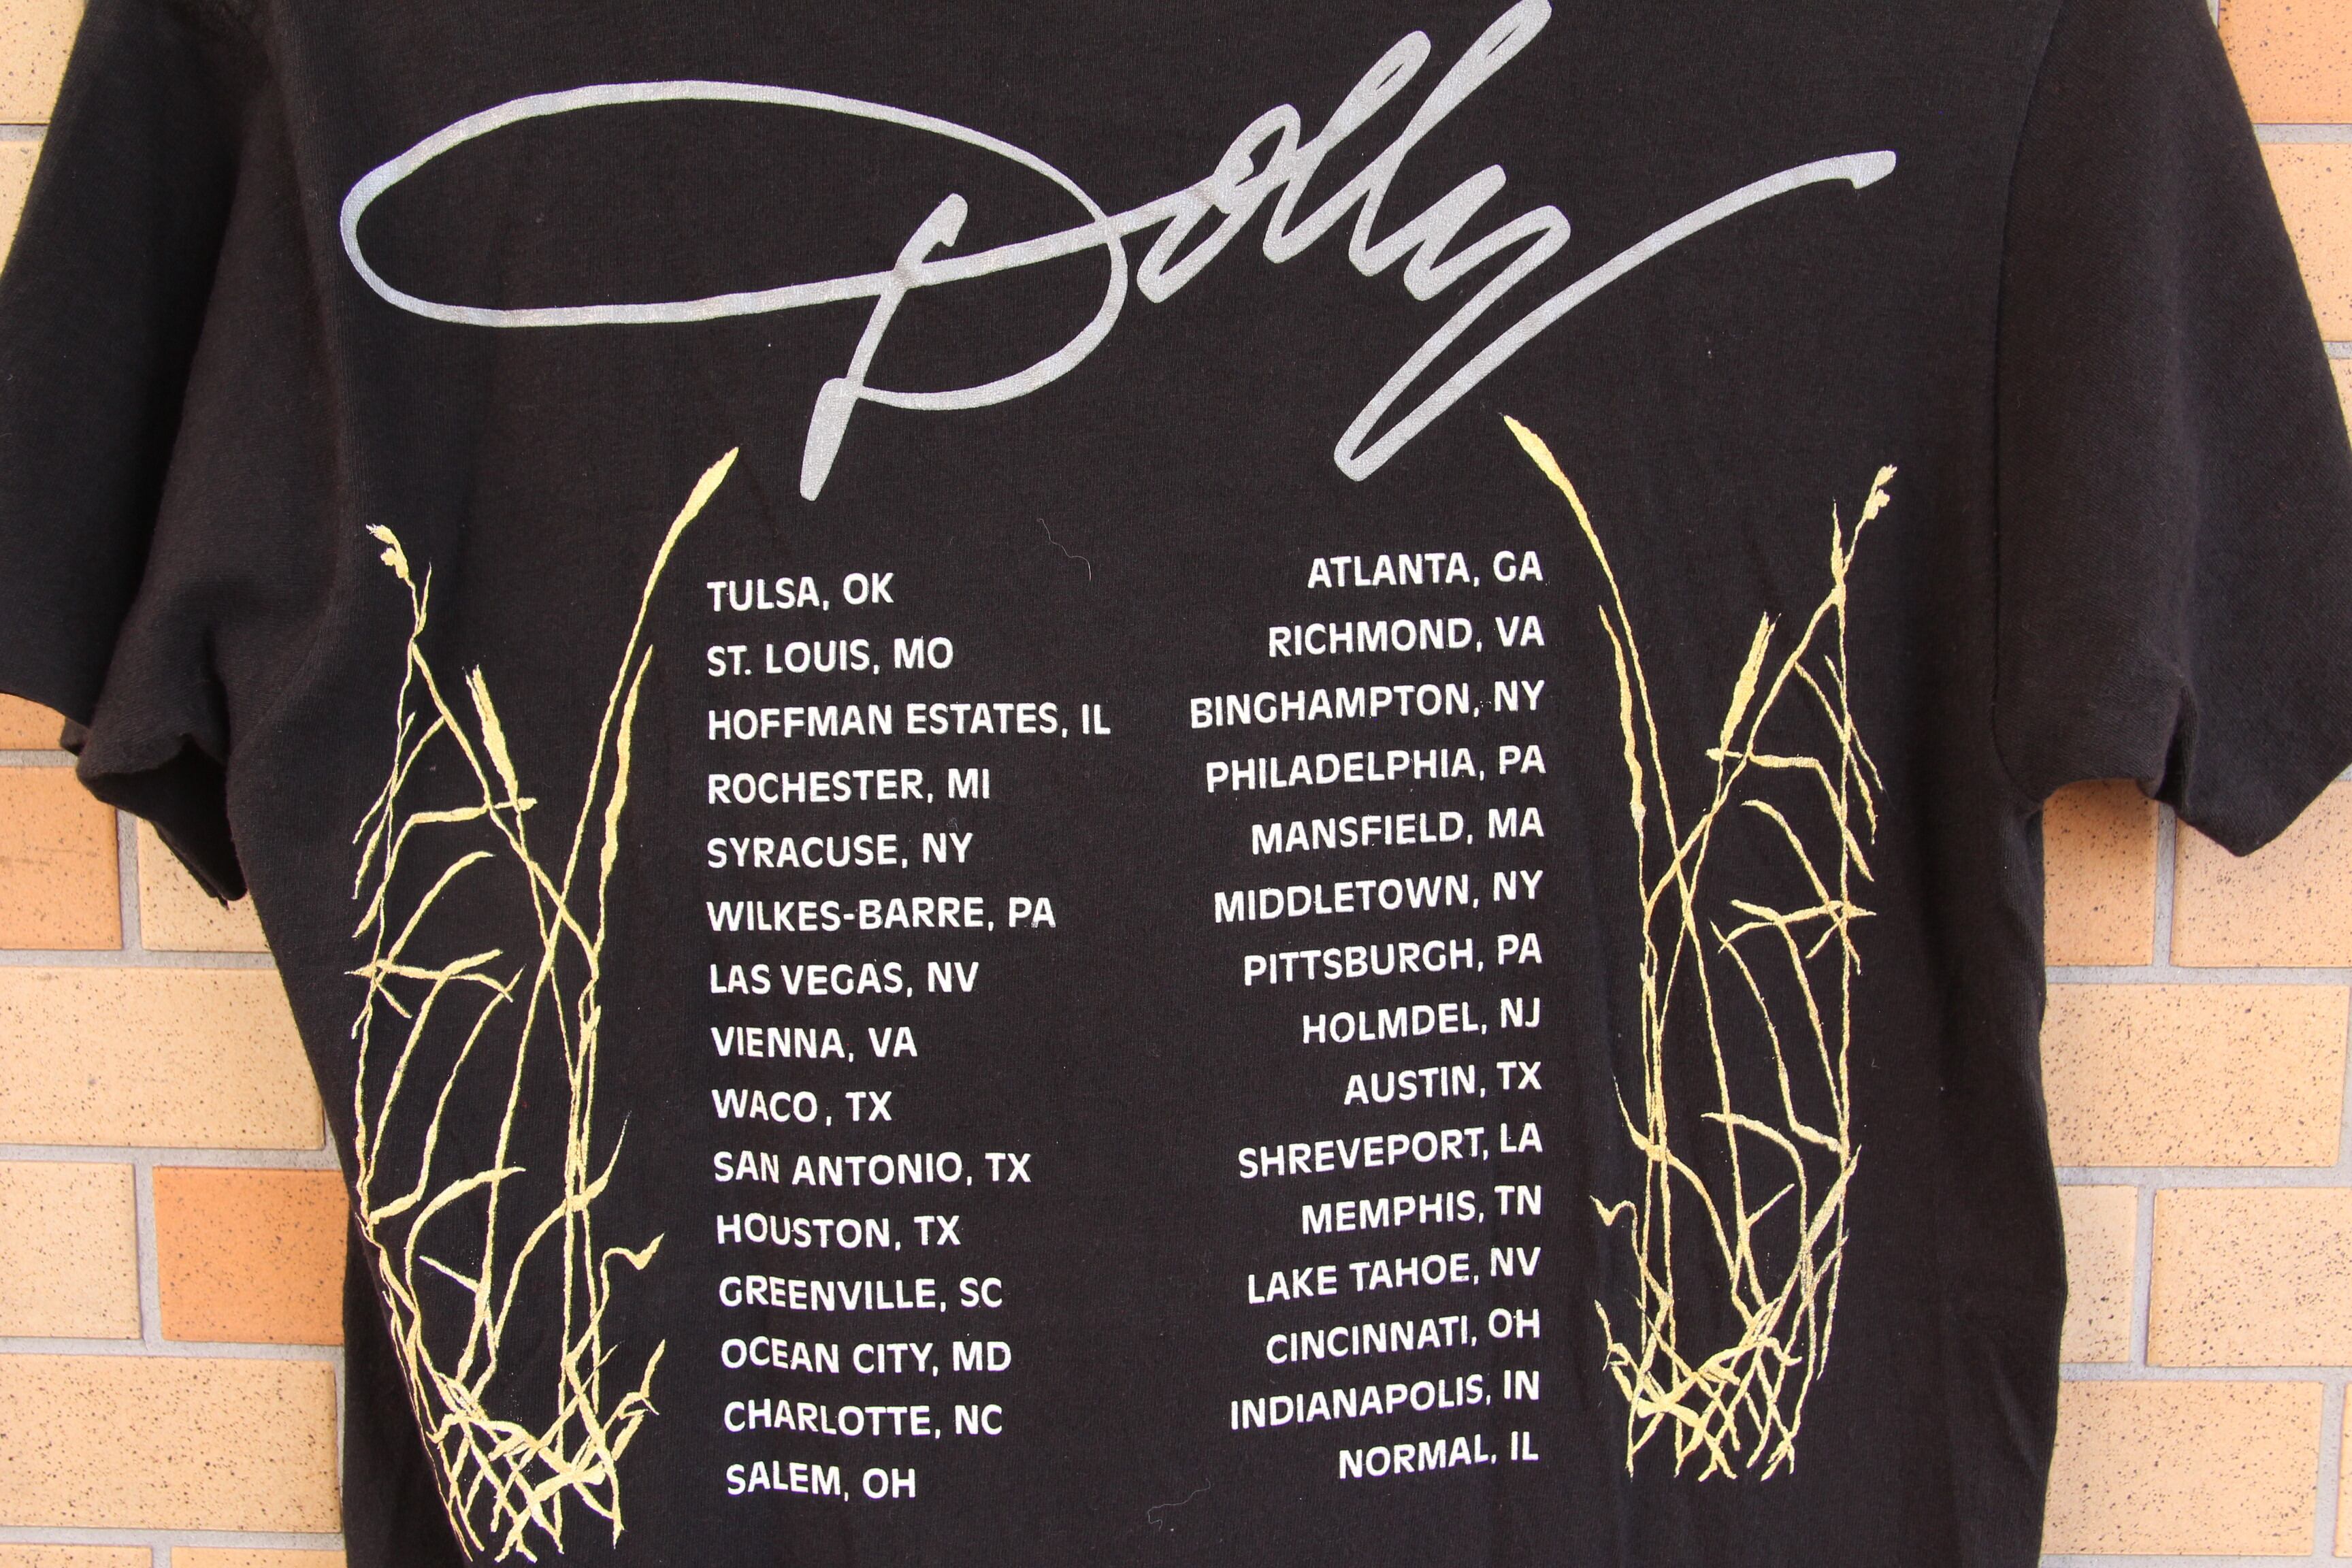 Dolly
TULSA, OK
ST. LOUIS, MO
HOFFMAN ESTATES, IL
ROCHESTER, MI
SYRACUSE, NY
WILKES-BARRE, PA
LAS VEGAS, NV
VIENNA, VA
WACO, TX
SAN ANTONIO, TX
HOUSTON, TX
GREENVILLE, SC
OCEAN CITY, MD
CHARLOTTE, NC
SALEM, OH
ATLANTA, GA
RICHMOND, VA
BINGHAMPTON, NY
PHILADELPHIA, PA
MANSFIELD, MA
MIDDLETOWN, NY
PITTSBURGH, PA
HOLMDEL, NJ
AUSTIN, TX
SHREVEPORT, LA
MEMPHIS, TN
LAKE TAHOE, NV
CINCINNATI, OH
INDIANAPOLIS, IN
NORMAL, IL